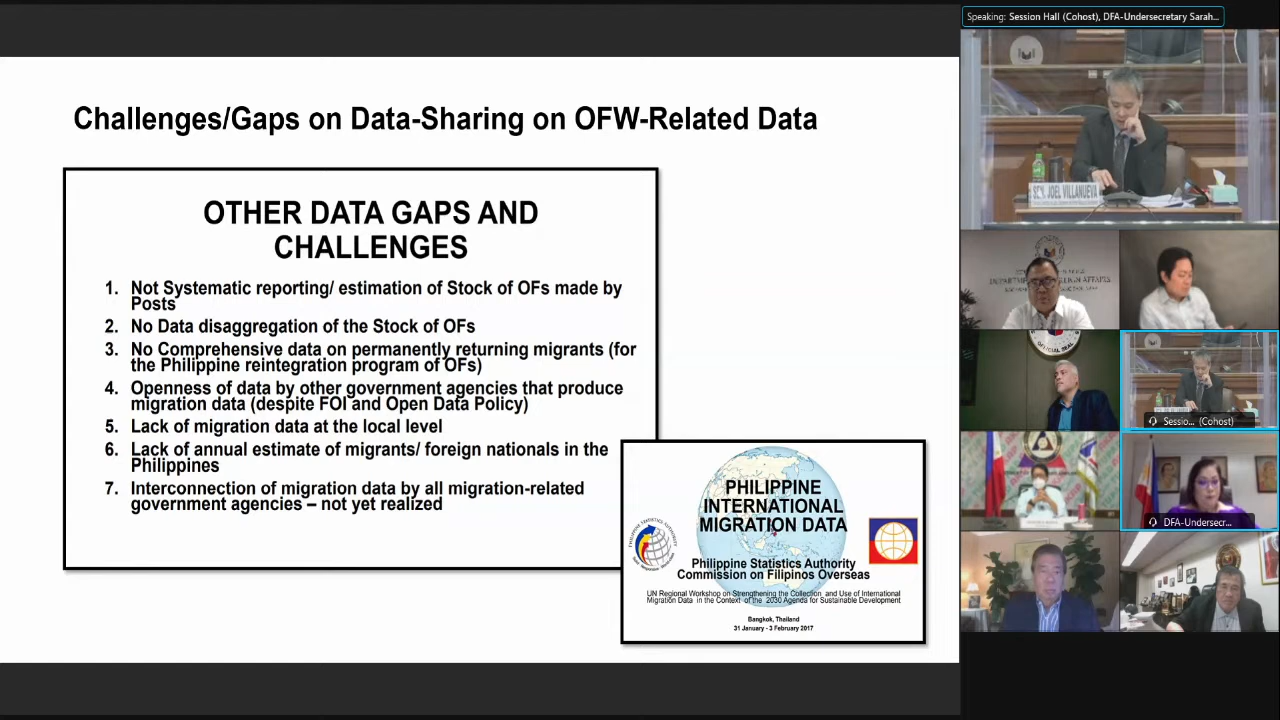 Speaking: Session Hall (Cohost), DFA-Undersecretary Sarah...
Challenges/Gaps on Data-Sharing on OFW-Related Data
OTHER DATA GAPS AND
CHALLENGES
1. Not Systematic reporting/ estimation of Stock of OFs made by
Posts
2. No Data disaggregation of the Stock of OFs
3. No Comprehensive data on permanently returning migrants (for
the Philippine reintegration program of OFs)
4. Openness of data by other government agencies that produce
migration data (despite FOI and Open Data Policy)
5. Lack of migration data at the local level
6. Lack of annual estimate of migrants/ foreign nationals in the
Philippines
7. Interconnection of migration data by all migration-related
government agencies – not yet realized
PHILIPPINE
INTERNATIONAL
MIGRATION DATA
Philippine Statistics Authority
Commission on Filipinos Overseas
UN Regional Workshop on Strengthening the Collection and Use of International
Migration Data in the Context of the 2030 Agenda for Sustainable Development
Bangkok, Thailand
31 January - 3 February 2017
SEN. JOEL VILLANUEVA
OFFICIAL SEAL
Sessio... (Cohost)
DFA-Undersecr...